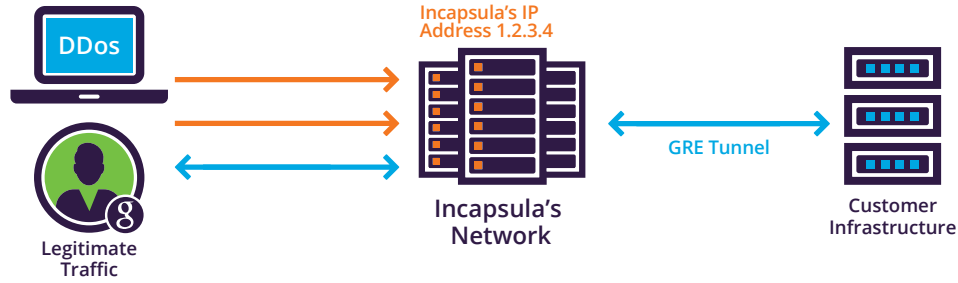 DDos
Incapsula's IP
Address 1.2.3.4
g
GRE Tunnel
Incapsula's
Network
Customer
Infrastructure
Legitimate
Traffic